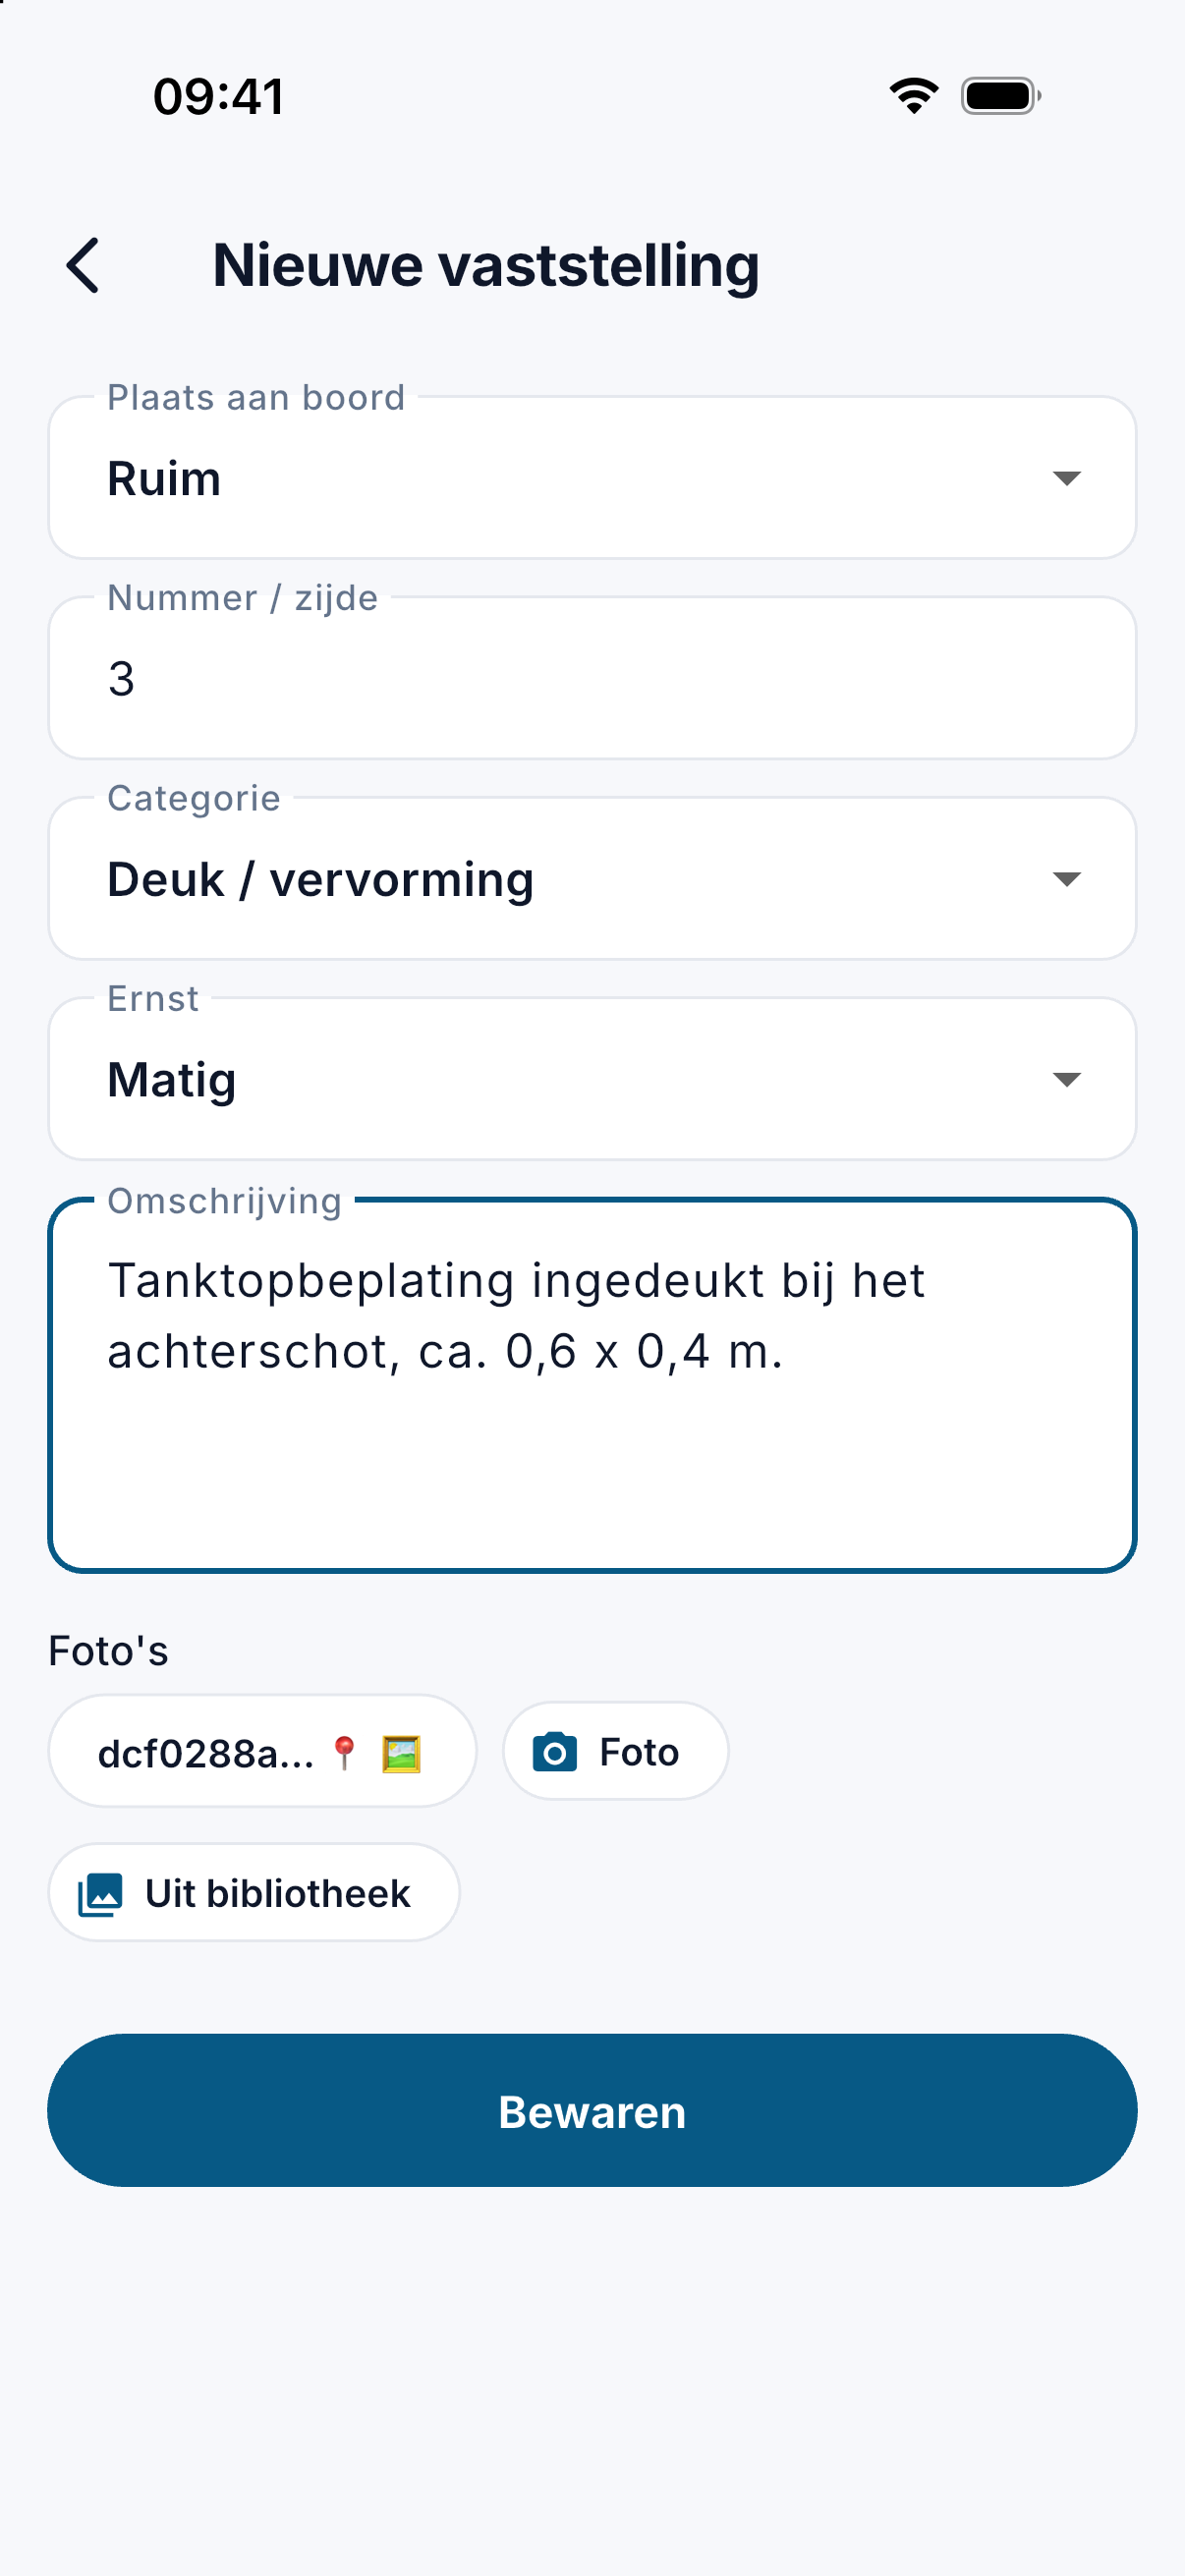 09:41
Nieuwe vaststelling
Plaats aan boord
Ruim
Nummer / zijde
3
Categorie
Deuk / vervorming
Ernst
Matig
Omschrijving
Tanktopbeplating ingedeukt bij het
achterschot, ca. 0,6 x 0,4 m.
Foto's
dcf0288a... 📍 🖼️
Foto
Uit bibliotheek
Bewaren